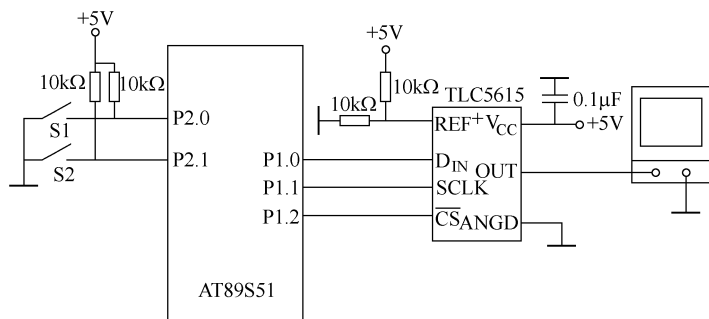 +5V
+5V
10kΩ
10kΩ
10kΩ
10kΩ
TLC5615
0.1μF
S1
P2.0
REF+
VCC
+5V
S2
P2.1
P1.0
DIN
OUT
P1.1
SCLK
P1.2
CS
ANGD
AT89S51